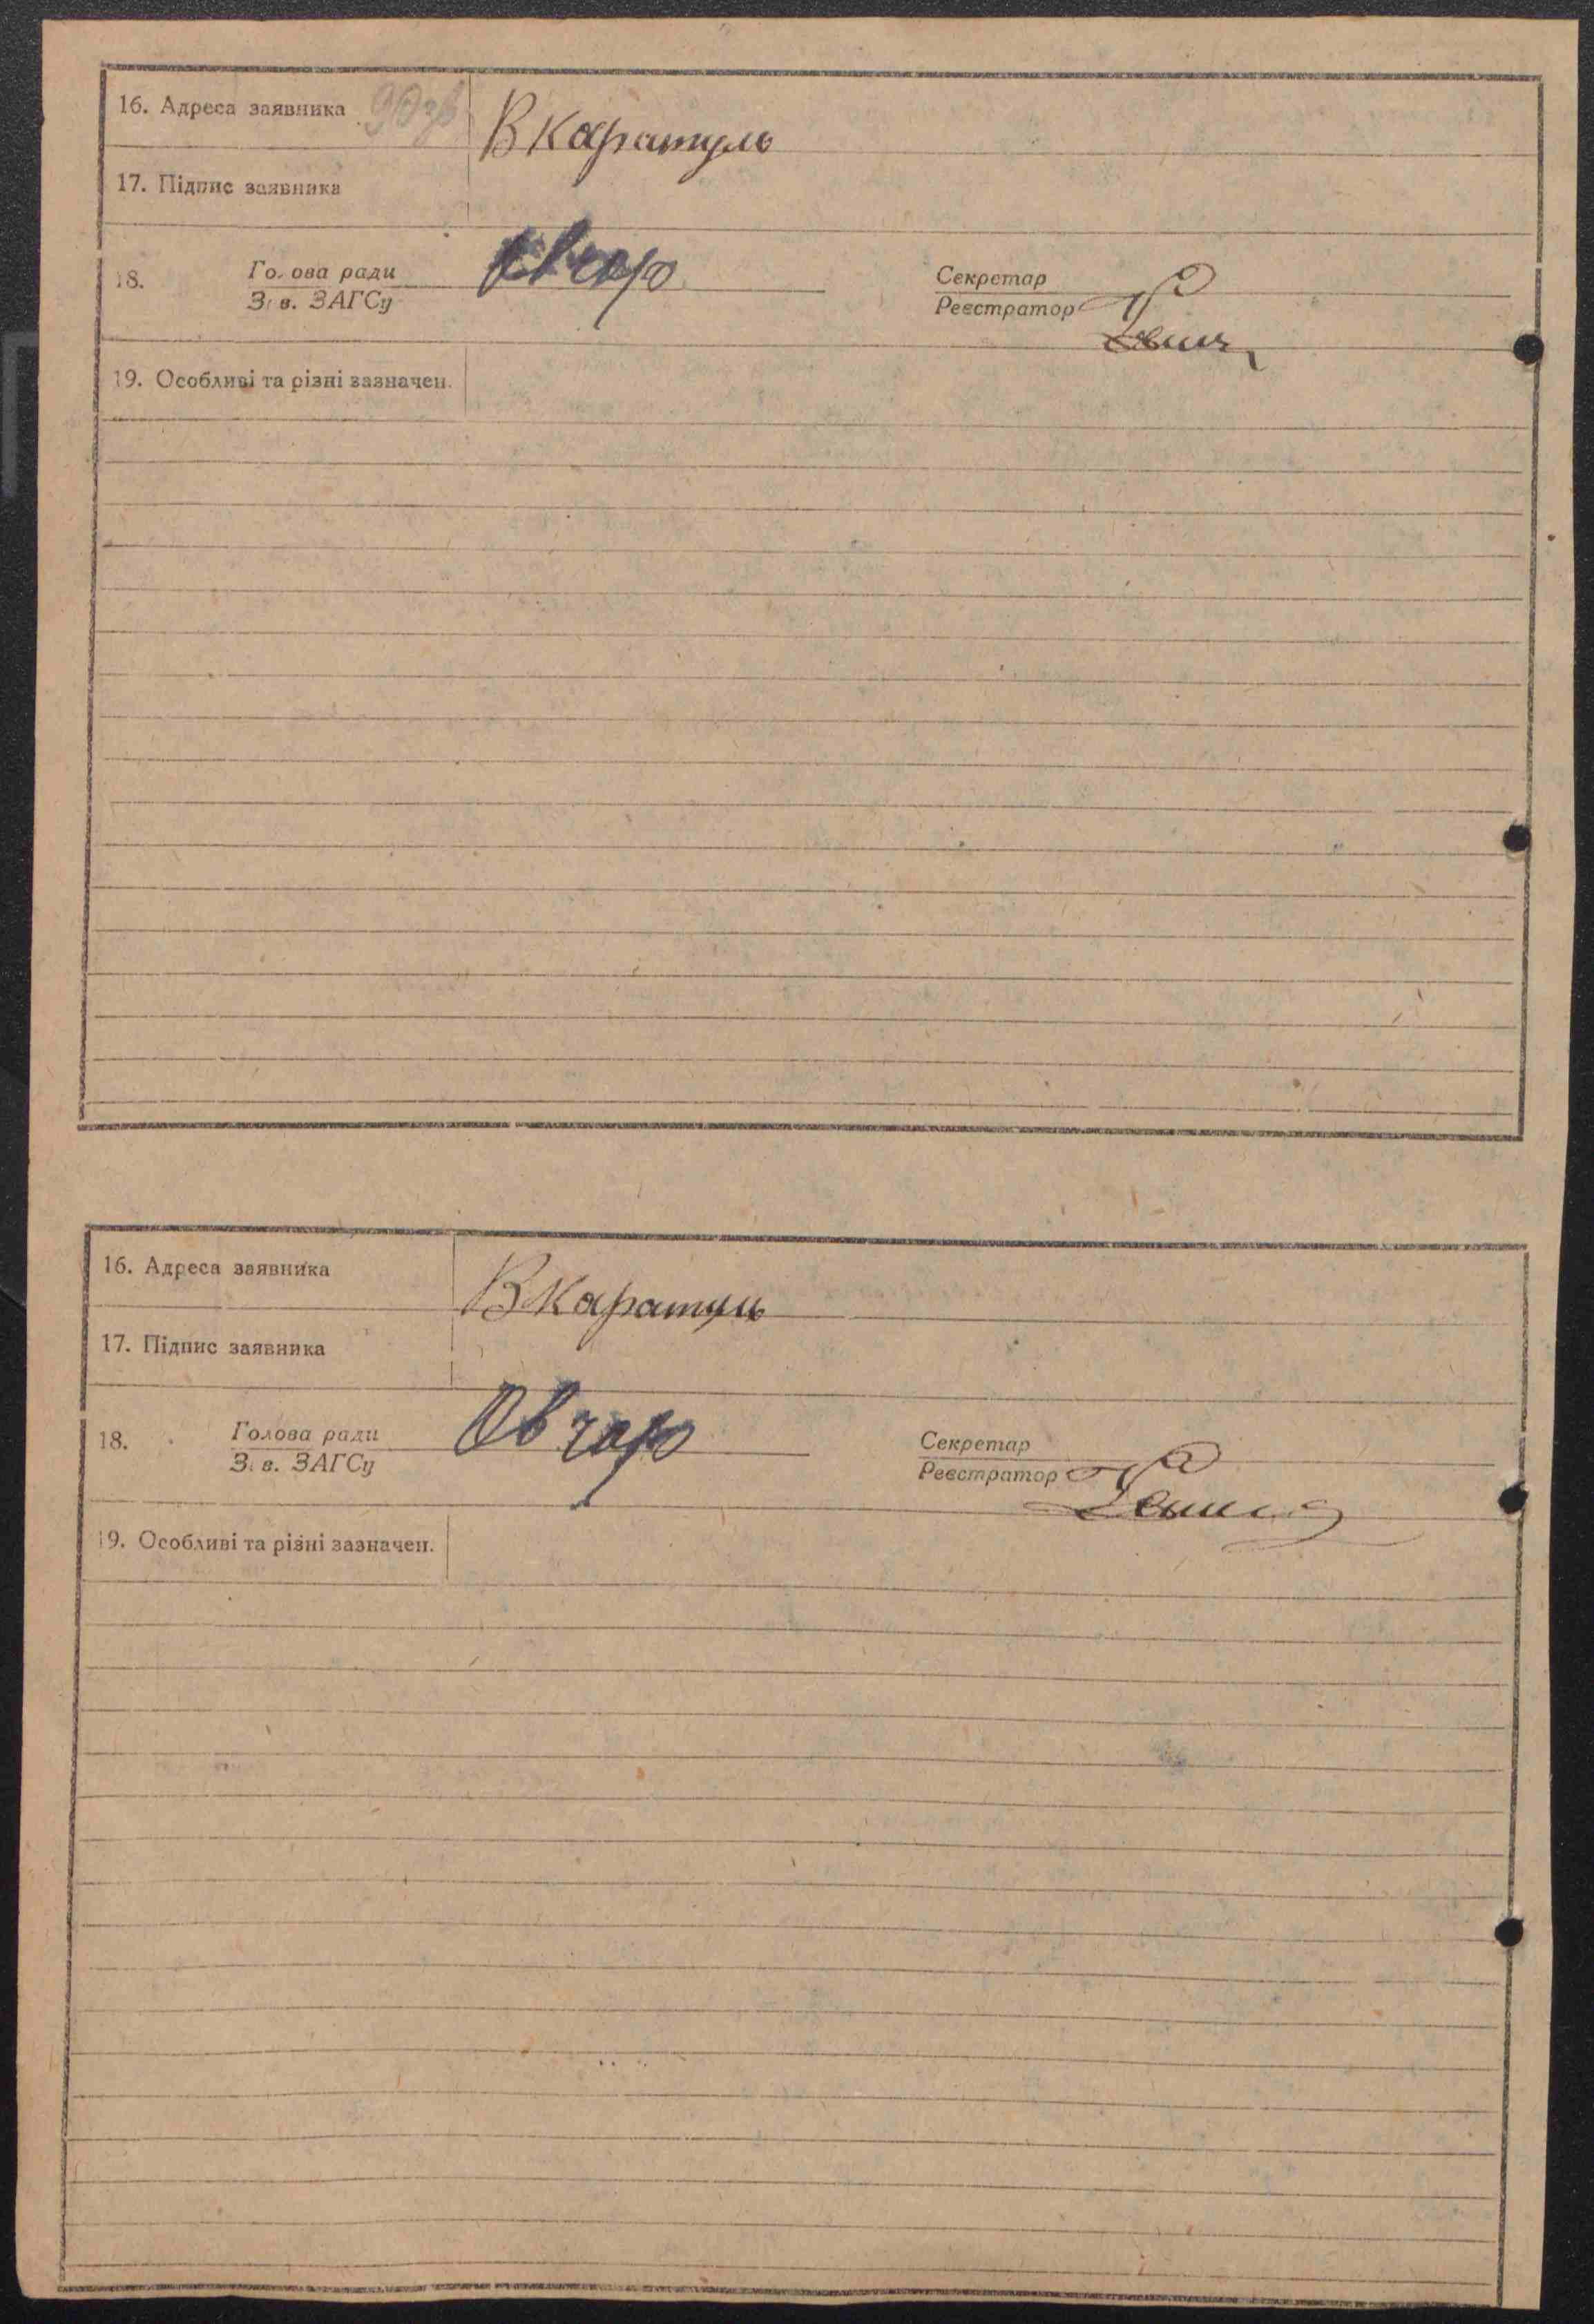 16. Адреса заявника 90зв
В Каратуль
17. Підпис заявника
18. Голова ради Овчар Секретар
Зав. ЗАГСу Реєстратор
19. Особливі та різні зазначен.
16. Адреса заявника
В Каратуль
17. Підпис заявника
18. Голова ради Овчар Секретар
Зав. ЗАГСу Реєстратор
19. Особливі та різні зазначен.